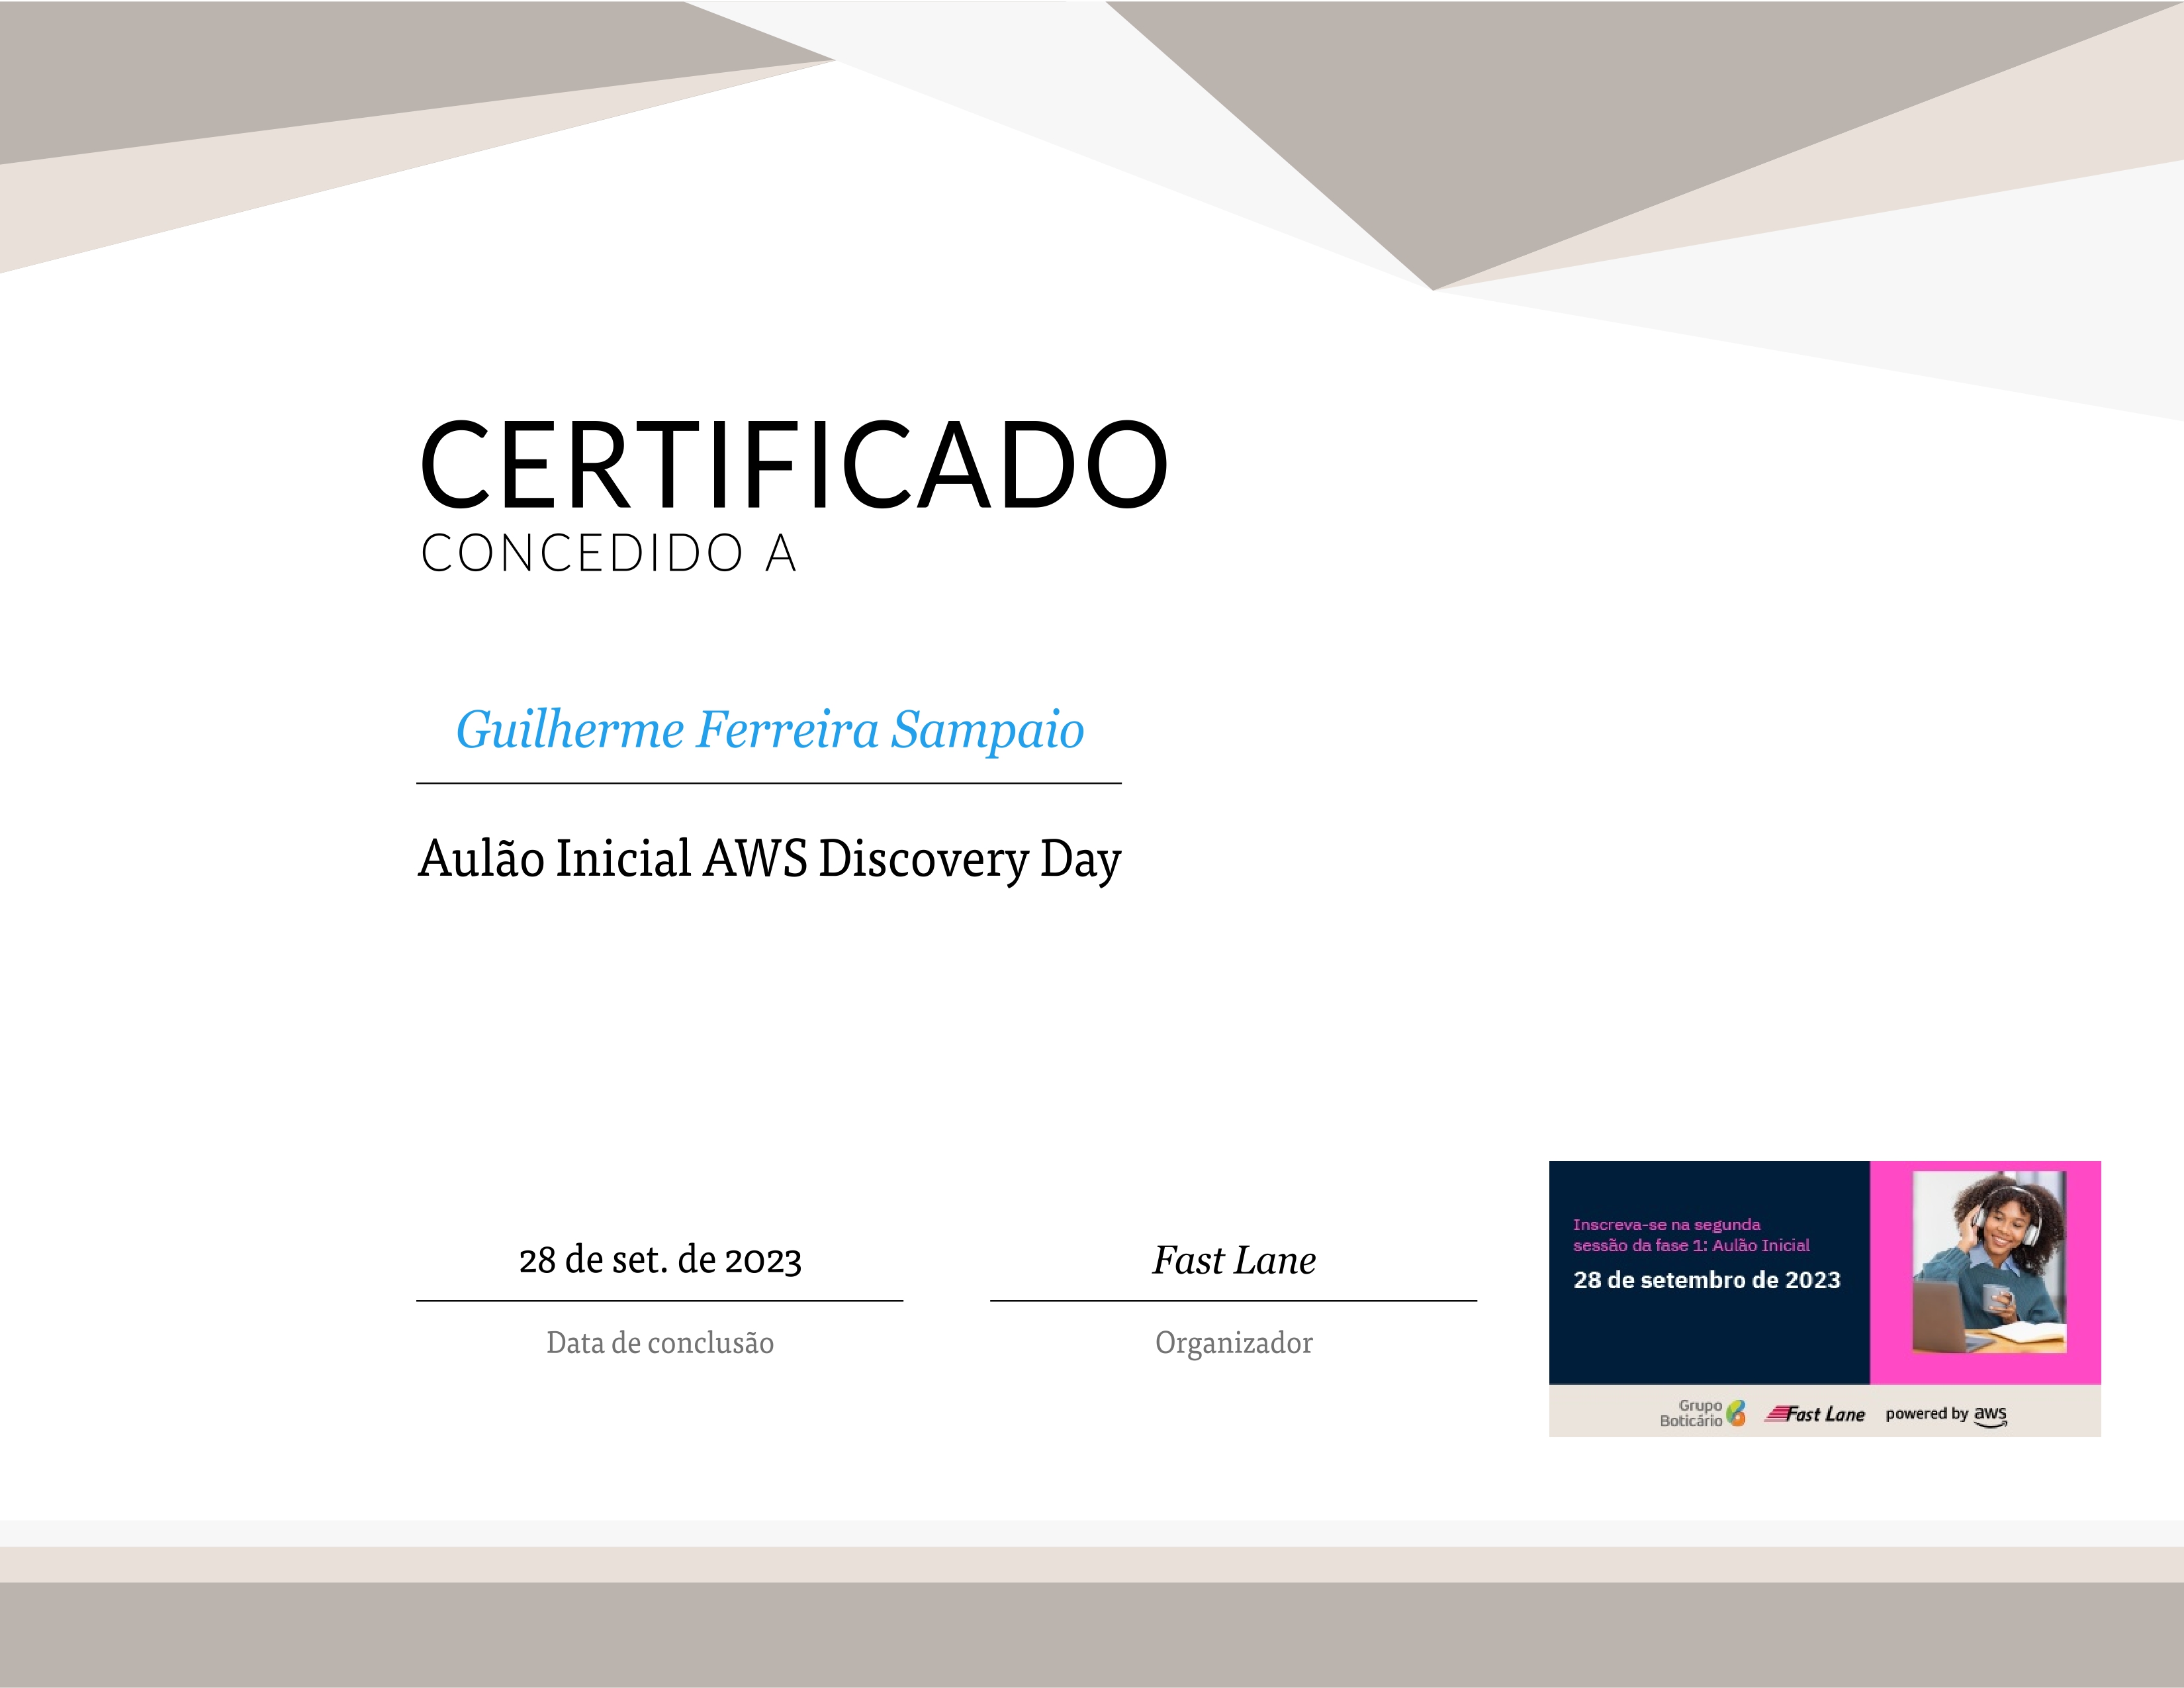 CERTIFICADO
CONCEDIDO A
Guilherme Ferreira Sampaio
Aulão Inicial AWS Discovery Day
28 de set. de 2023
Data de conclusão
Fast Lane
Organizador
Inscreva-se na segunda
sessão da fase 1: Aulão Inicial
28 de setembro de 2023
Grupo
Boticário
Fast Lane
powered by aws